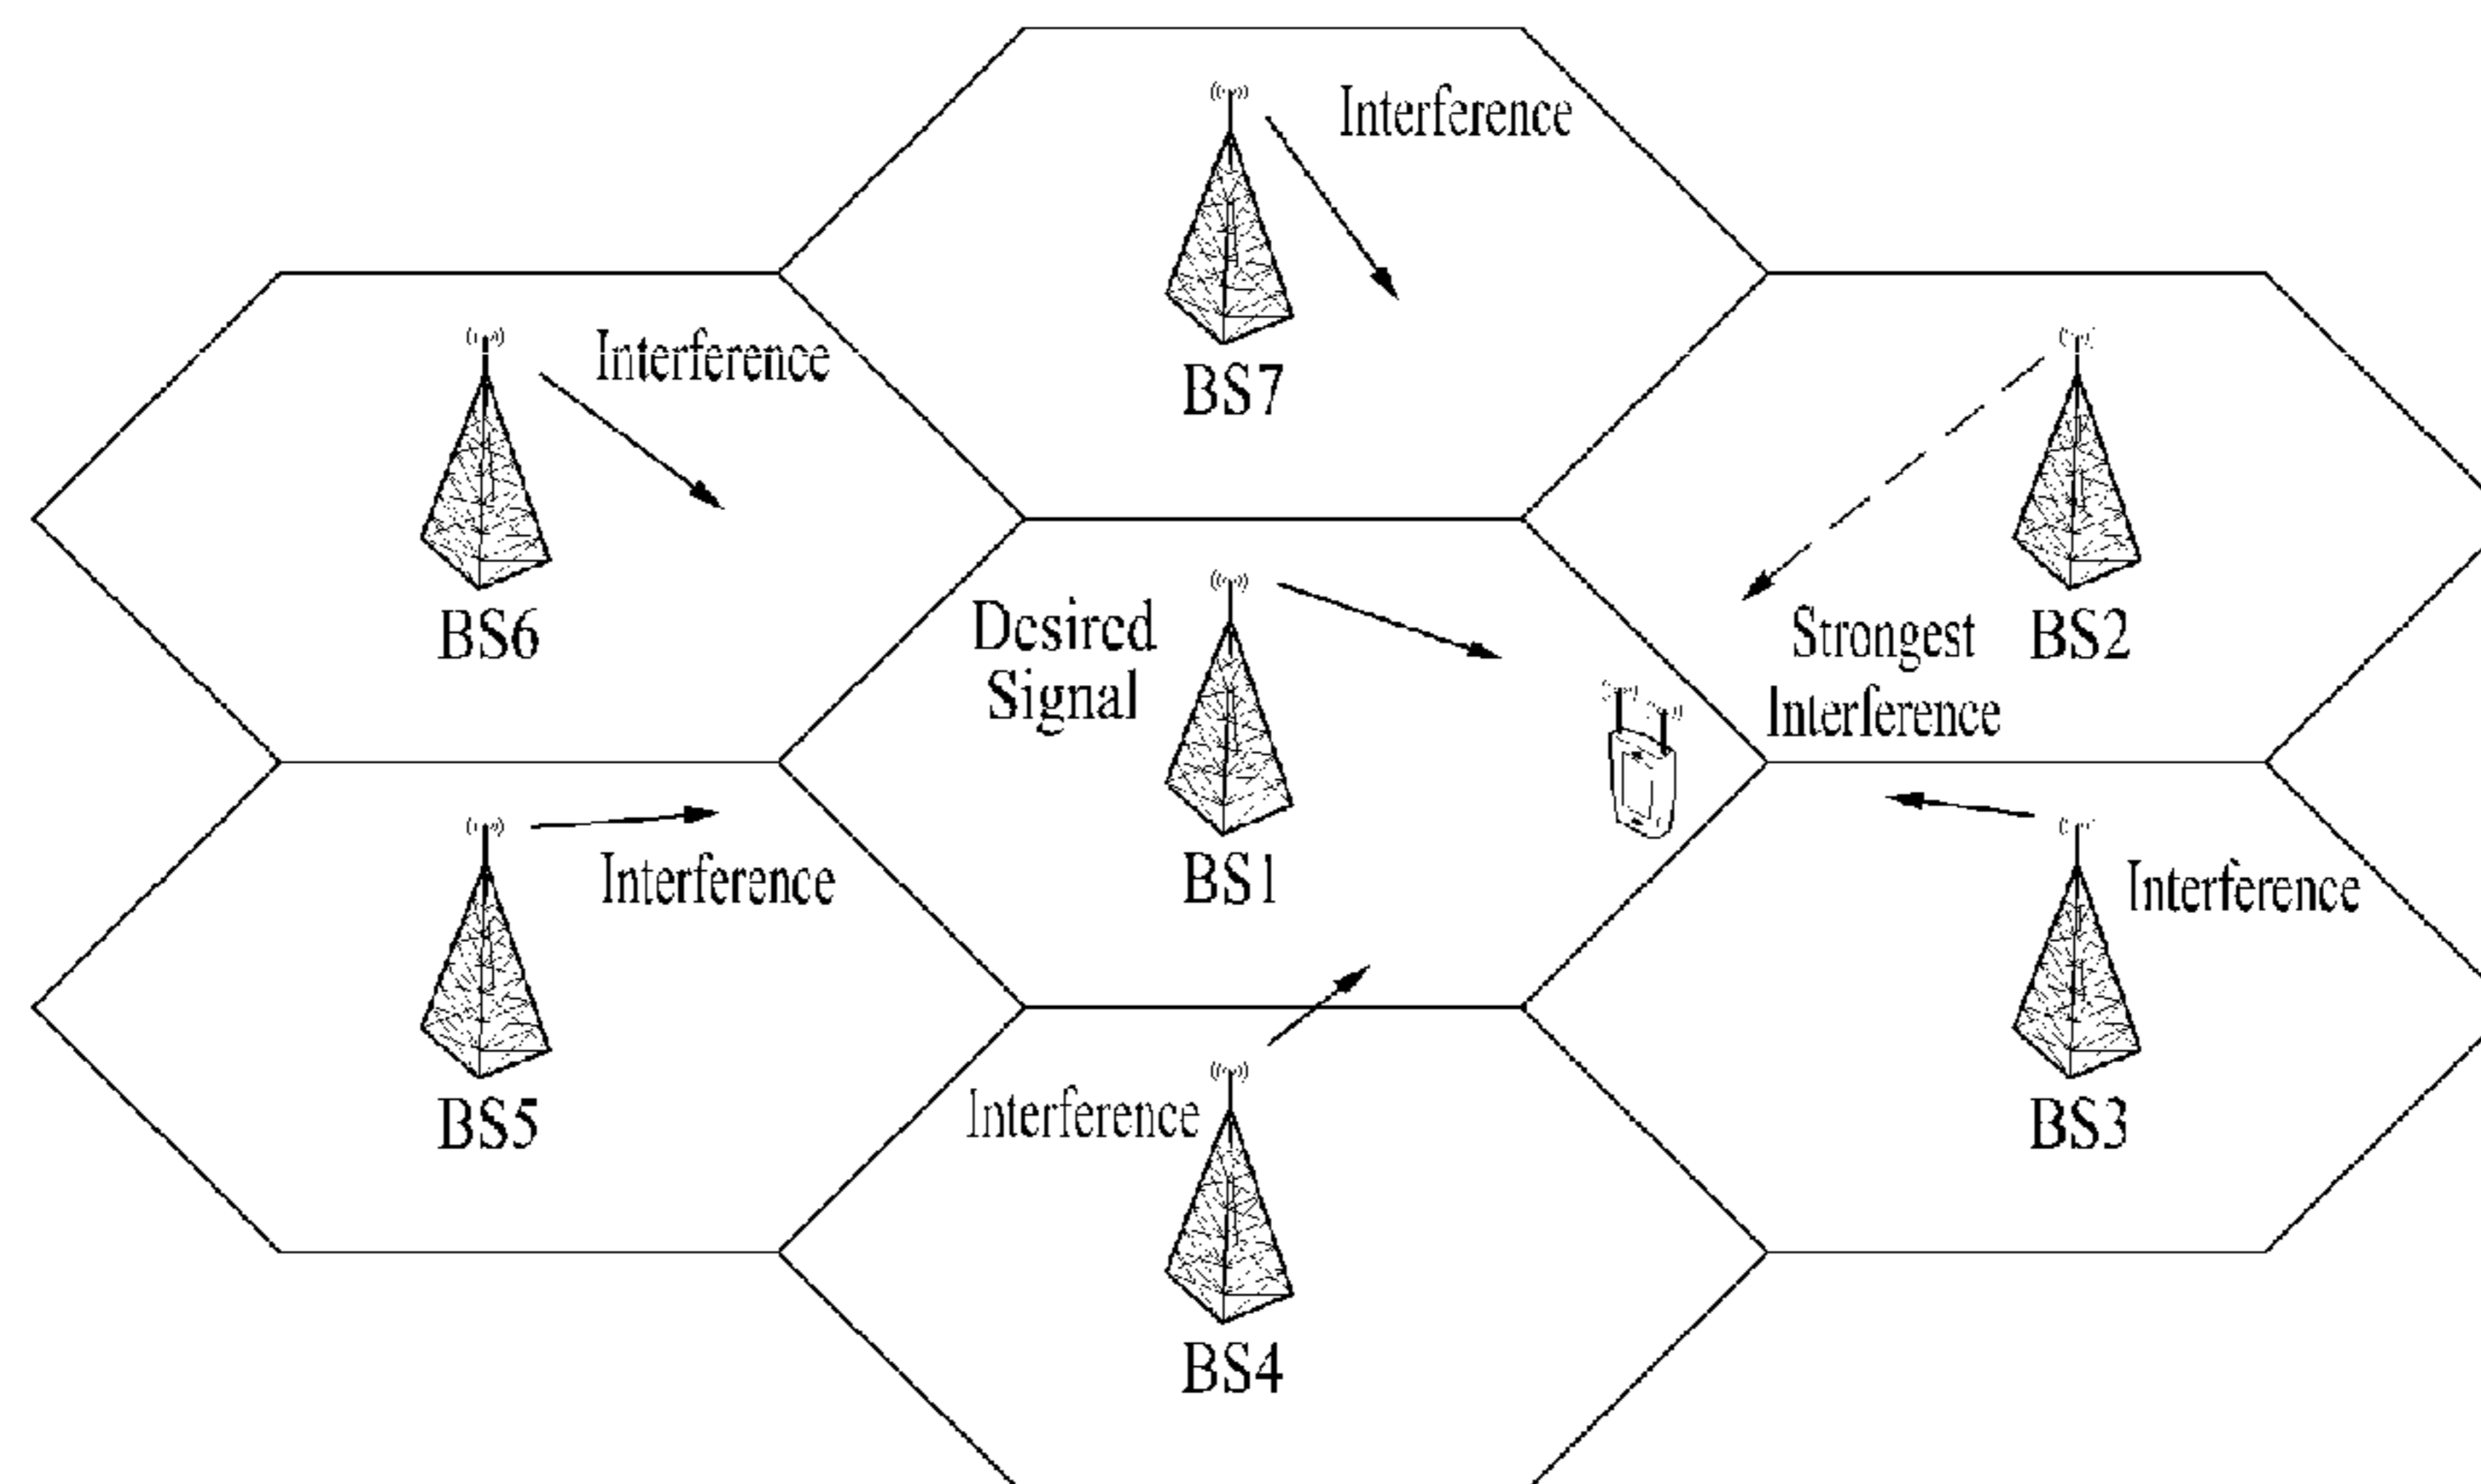 Interference
BS7
Interference
BS6
Desired
Signal
BS1
Strongest
Interference
BS2
Interference
BS5
Interference
BS3
Interference
BS4